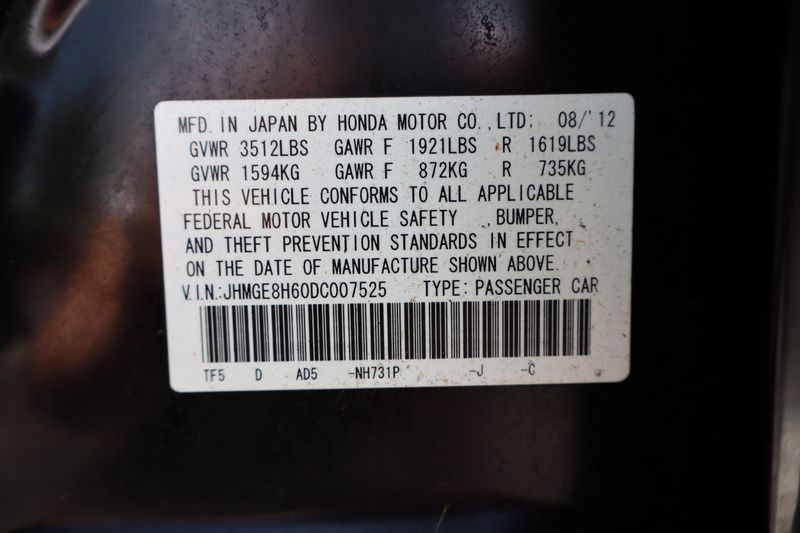 MFD. IN JAPAN BY HONDA MOTOR CO.,LTD: 08/'12
GVWR 3512LBS GAWR F 1921LBS R 1619LBS
GVWR 1594KG GAWR F 872KG R 735KG
THIS VEHICLE CONFORMS TO ALL APPLICABLE
FEDERAL MOTOR VEHICLE SAFETY ,BUMPER,
AND THEFT PREVENTION STANDARDS IN EFFECT
ON THE DATE OF MANUFACTURE SHOWN ABOVE.
V.I.N.:JHMGE8H60DC007525 TYPE: PASSENGER CAR
TF5 D AD5 -NH731P -J -C